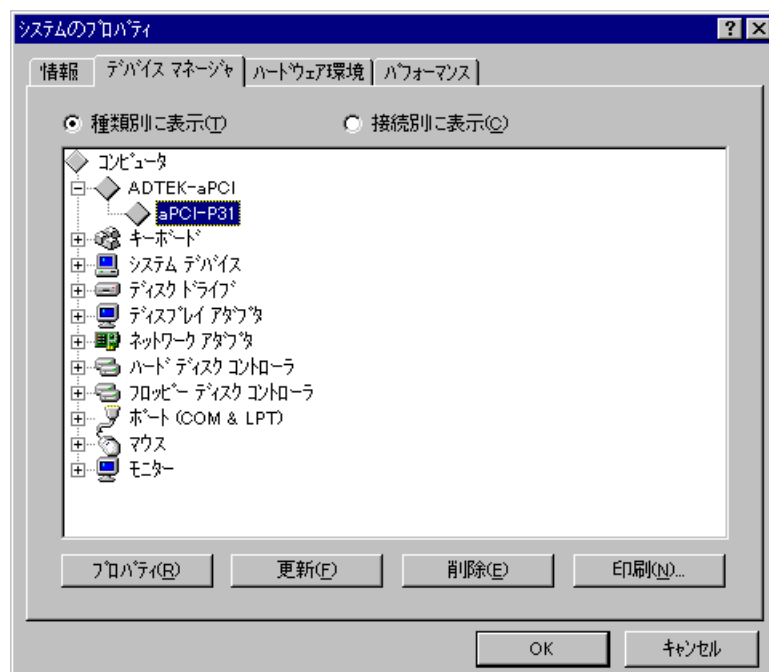 システムのプロパティ
情報 デバイス マネージャ ハードウェア環境 パフォーマンス
種類別に表示(T) 接続別に表示(C)
コンピュータ
ADTEK-aPCI
aPCI-P31
キーボード
システム デバイス
ディスク ドライブ
ディスプレイ アダプタ
ネットワーク アダプタ
ハード ディスク コントローラ
フロッピー ディスク コントローラ
ポート (COM & LPT)
マウス
モニター
プロパティ(R) 更新(F) 削除(E) 印刷(N)...
OK キャンセル